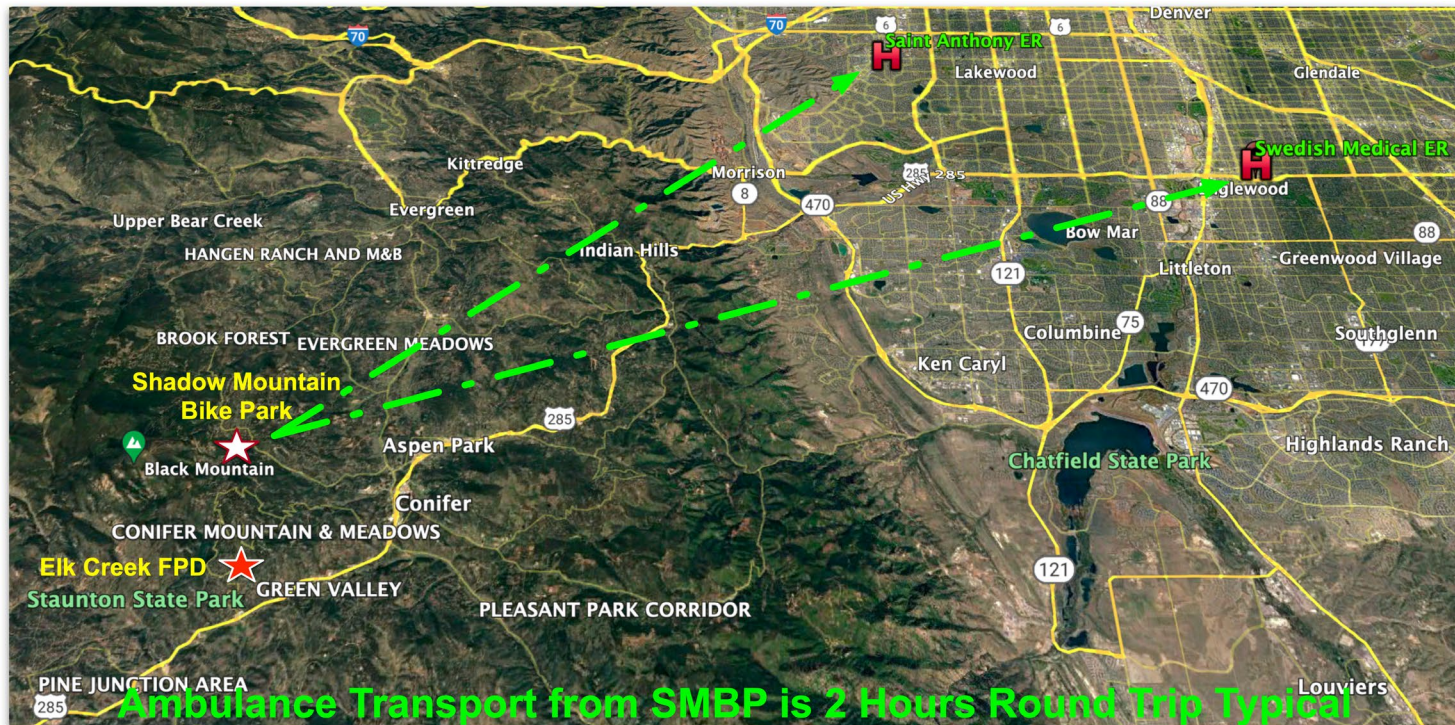 Denver
70
70
6
6
Saint Anthony ER
H
Lakewood
Glendale
Kittredge
Morrison
8
285
US Hwy 285
Swedish Medical ER
H
Englewood
Evergreen
470
88
Upper Bear Creek
Indian Hills
Bow Mar
88
HANGEN RANCH AND M&B
121
Littleton
Greenwood Village
BROOK FOREST
EVERGREEN MEADOWS
Columbine
75
Southglenn
177
Ken Caryl
Shadow Mountain
Bike Park
470
285
Aspen Park
Black Mountain
Highlands Ranch
Chatfield State Park
Conifer
CONIFER MOUNTAIN & MEADOWS
Elk Creek FPD
GREEN VALLEY
121
Staunton State Park
PLEASANT PARK CORRIDOR
PINE JUNCTION AREA
285
Louviers
Ambulance Transport from SMBP is 2 Hours Round Trip Typical